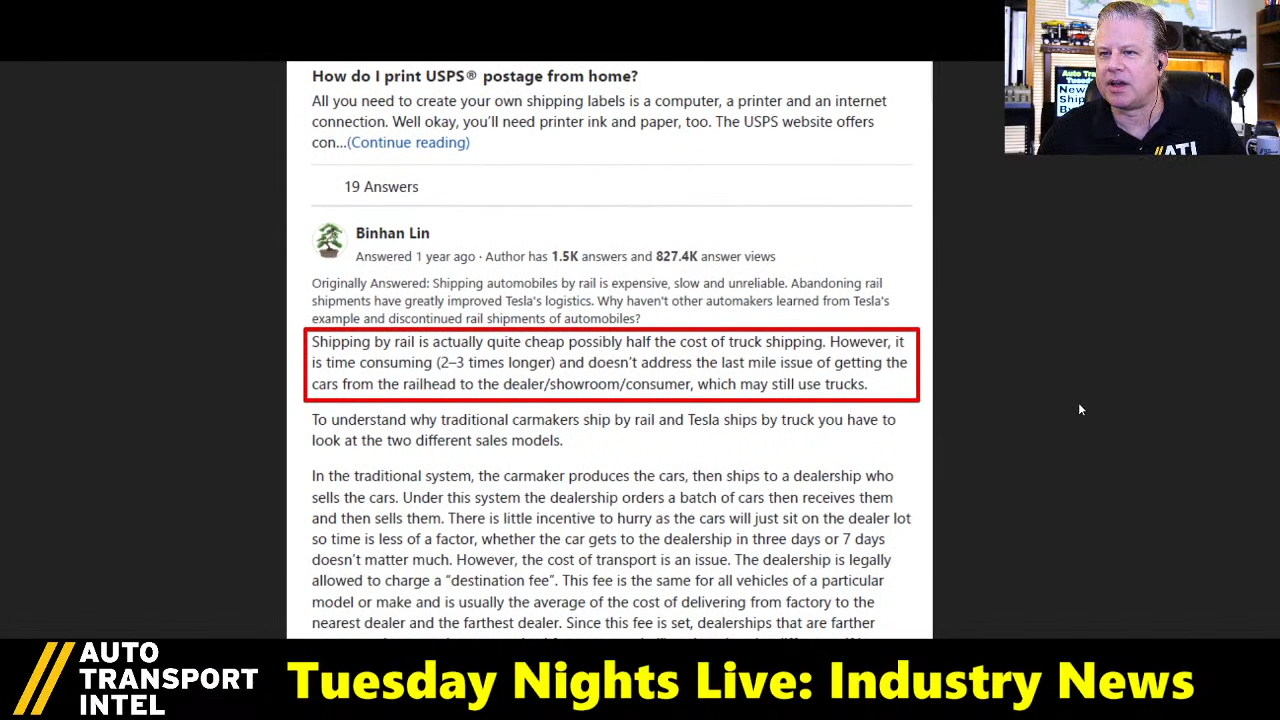 How do I print USPS® postage from home?
All you need to create your own shipping labels is a computer, a printer and an internet
connection. Well okay, you'll need printer ink and paper, too. The USPS website offers
con...(Continue reading)
19 Answers
Binhan Lin
Answered 1 year ago · Author has 1.5K answers and 827.4K answer views
Originally Answered: Shipping automobiles by rail is expensive, slow and unreliable. Abandoning rail
shipments have greatly improved Tesla's logistics. Why haven't other automakers learned from Tesla's
example and discontinued rail shipments of automobiles?
Shipping by rail is actually quite cheap possibly half the cost of truck shipping. However, it
is time consuming (2–3 times longer) and doesn't address the last mile issue of getting the
cars from the railhead to the dealer/showroom/consumer, which may still use trucks.
To understand why traditional carmakers ship by rail and Tesla ships by truck you have to
look at the two different sales models.
In the traditional system, the carmaker produces the cars, then ships to a dealership who
sells the cars. Under this system the dealership orders a batch of cars then receives them
and then sells them. There is little incentive to hurry as the cars will just sit on the dealer lot
so time is less of a factor, whether the car gets to the dealership in three days or 7 days
doesn't matter much. However, the cost of transport is an issue. The dealership is legally
allowed to charge a "destination fee". This fee is the same for all vehicles of a particular
model or make and is usually the average of the cost of delivering from factory to the
nearest dealer and the farthest dealer. Since this fee is set, dealerships that are farther
Auto Tra
Tuesd
New
Ship
ATI
AUTO
TRANSPORT
INTEL
Tuesday Nights Live: Industry News